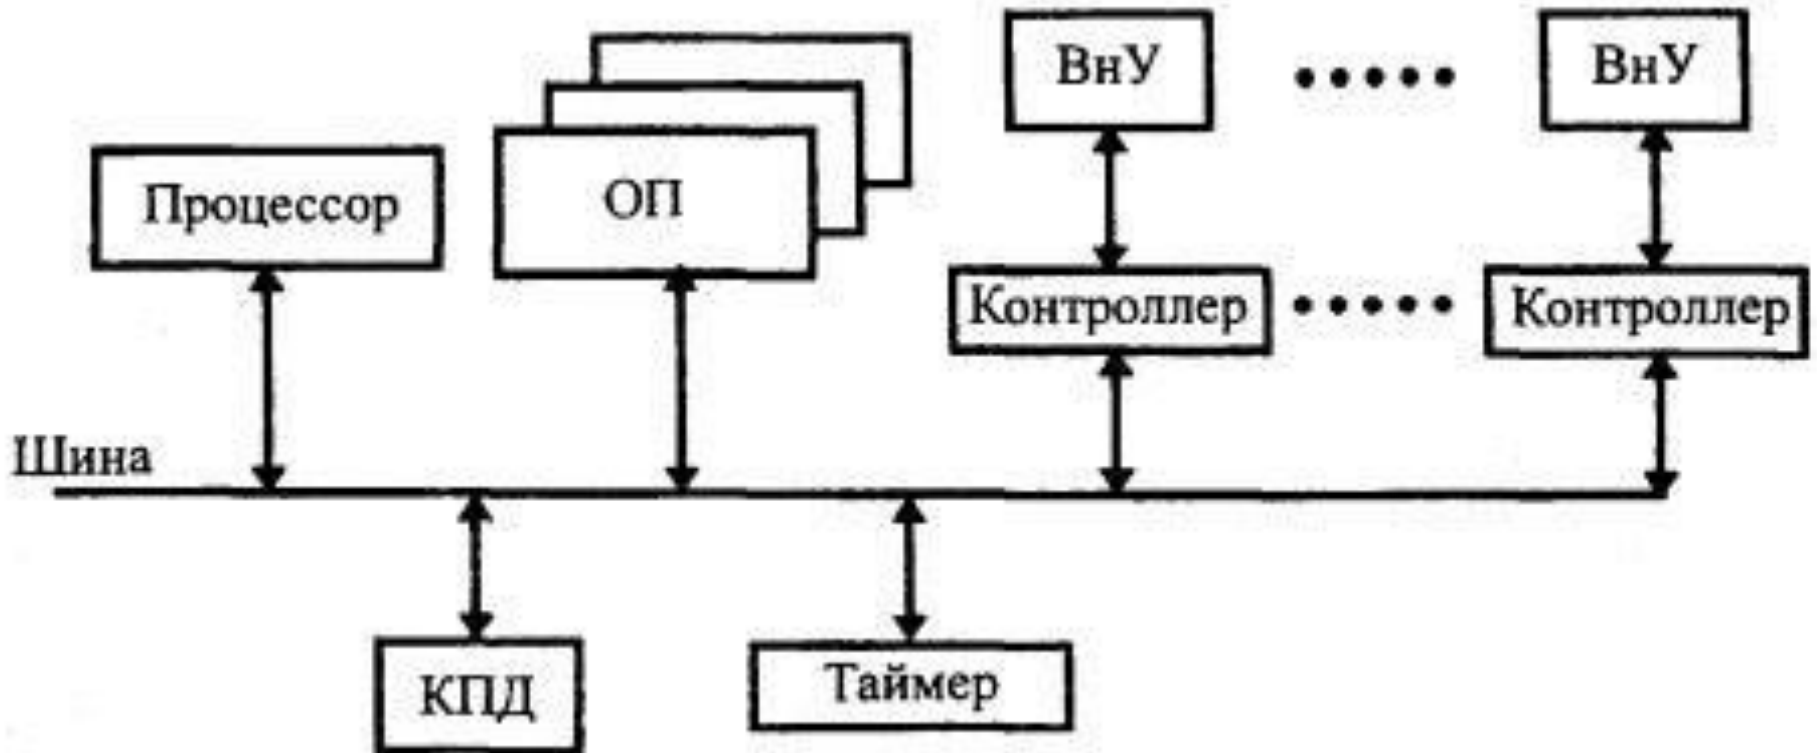 ВнУ
ВнУ
Процессор
ОП
Контроллер
Контроллер
Шина
КПД
Таймер